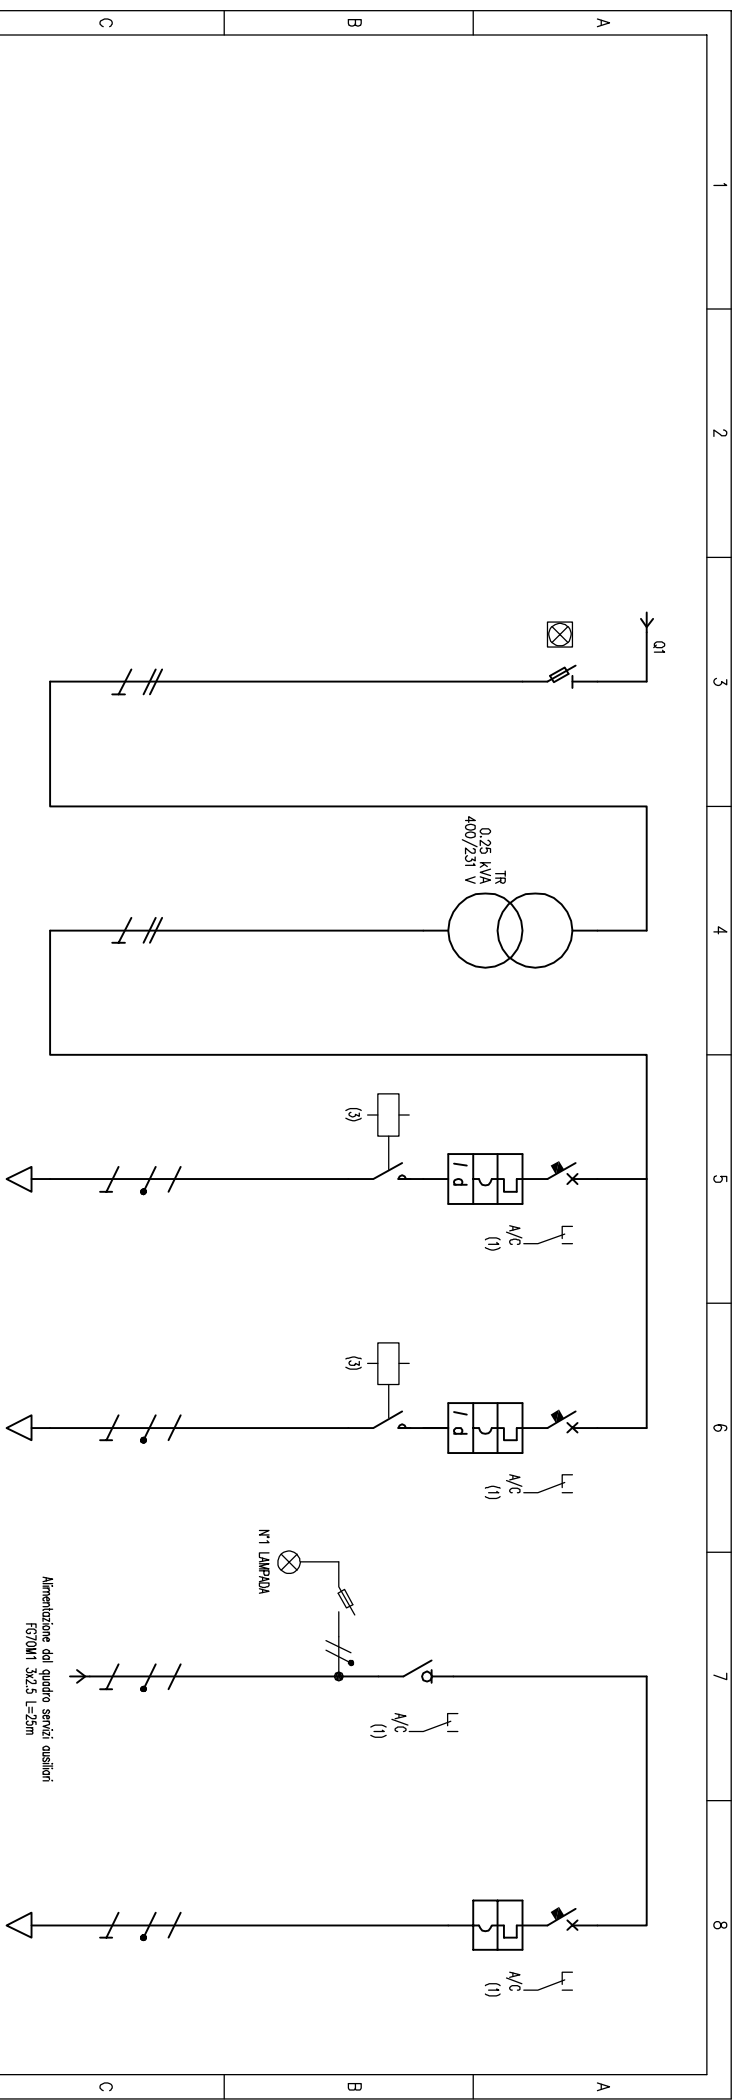 1
2
3
4
5
6
7
8
A
B
C
Q1
TR
0.25 kVA
400/231 V
(3)
I d
A/C
(1)
(3)
I d
A/C
(1)
N°1 LAMPADA
A/C
(1)
Alimentazione dal quadro servizi ausiliari
FG7OM1 3x2.5 L=25m
A/C
(1)
A
B
C